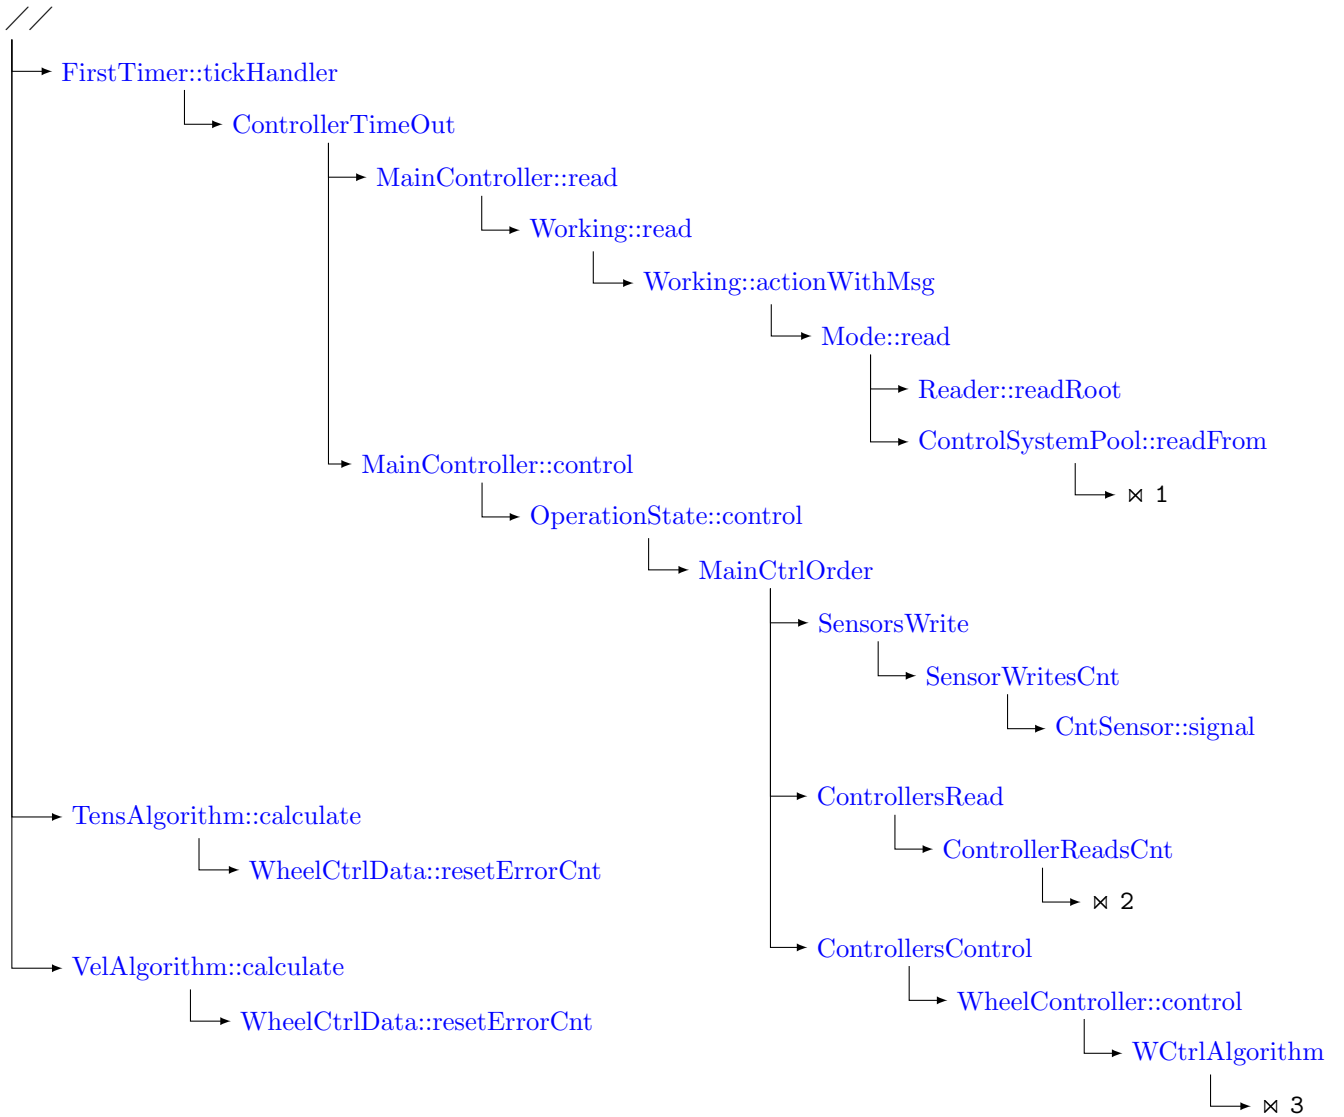 //
FirstTimer::tickHandler
ControllerTimeOut
MainController::read
Working::read
Working::actionWithMsg
Mode::read
Reader::readRoot
ControlSystemPool::readFrom
MainController::control
⋈ 1
OperationState::control
MainCtrlOrder
SensorsWrite
SensorWritesCnt
CntSensor::signal
ControllersRead
TensAlgorithm::calculate
ControllerReadsCnt
WheelCtrlData::resetErrorCnt
⋈ 2
ControllersControl
VelAlgorithm::calculate
WheelController::control
WheelCtrlData::resetErrorCnt
WCtrlAlgorithm
⋈ 3